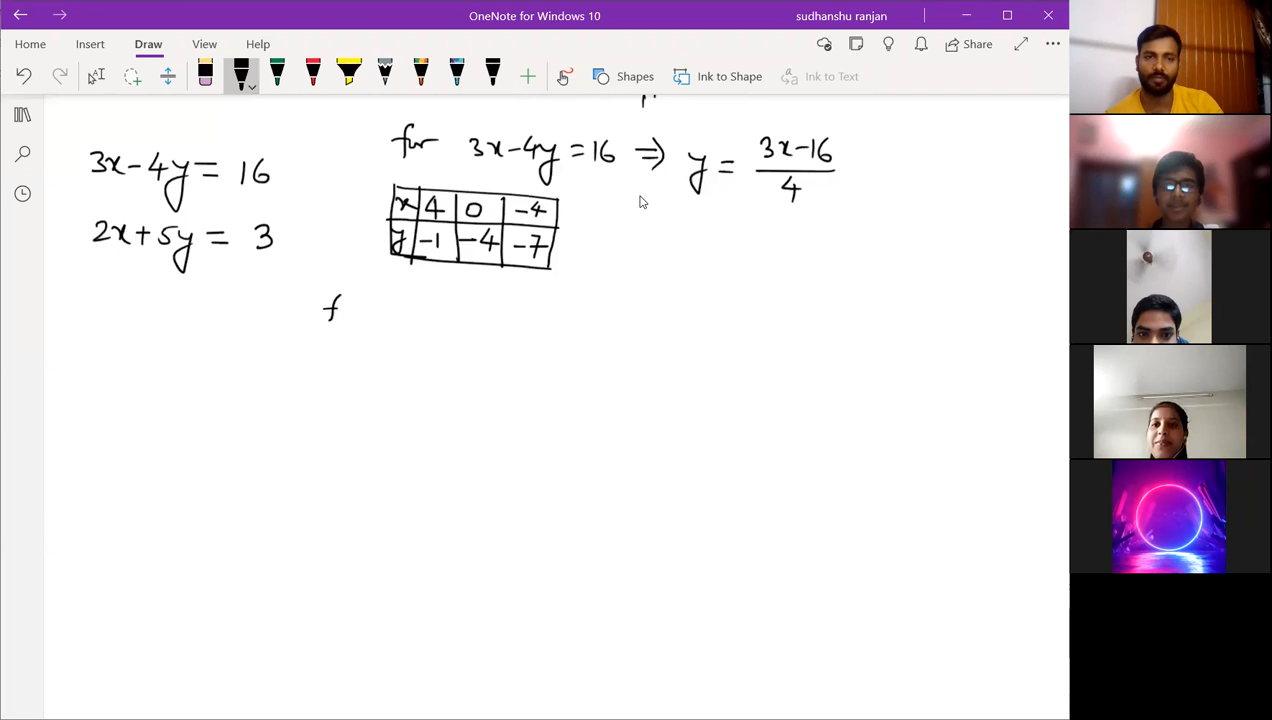 OneNote for Windows 10
sudhanshu ranjan
Home Insert Draw View Help
Share
Shapes Ink to Shape Ink to Text
3x-4y= 16
2x+5y= 3
for 3x-4y=16 ⇒ y = (3x-16)/4
x 4 0 -4
y -1 -4 -7
f